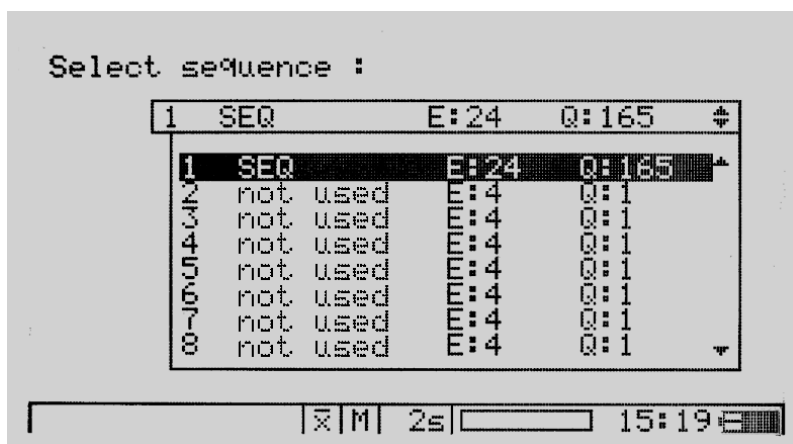 Select sequence :
1 SEQ E:24 Q:165
1 SEQ E:24 Q:165
2 not used E:4 Q:1
3 not used E:4 Q:1
4 not used E:4 Q:1
5 not used E:4 Q:1
6 not used E:4 Q:1
7 not used E:4 Q:1
8 not used E:4 Q:1
x̅ M 2s 15:19